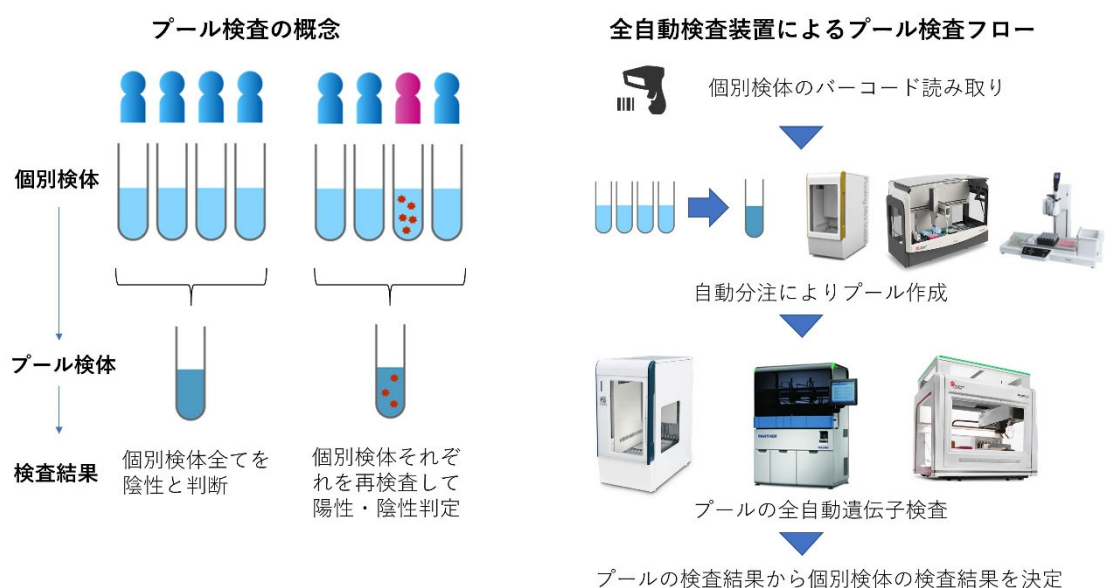 プール検査の概念
個別検体
プール検体
検査結果
個別検体全てを
陰性と判断
個別検体それぞ
れを再検査して
陽性・陰性判定
全自動検査装置によるプール検査フロー
個別検体のバーコード読み取り
自動分注によりプール作成
PANTHER
プールの全自動遺伝子検査
プールの検査結果から個別検体の検査結果を決定